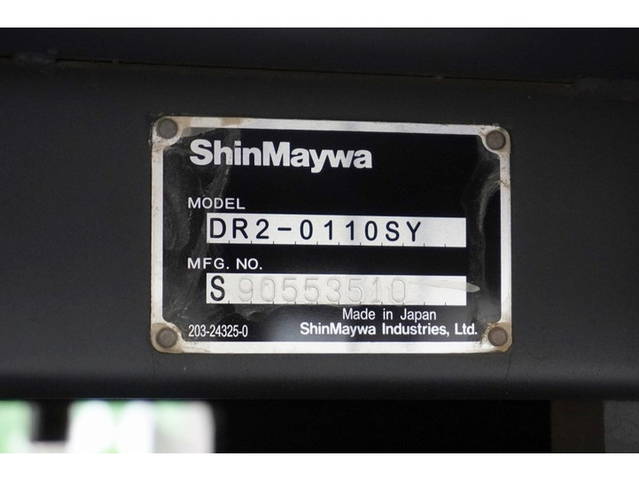 ShinMaywa
MODEL
DR2-0110SY
MFG. NO.
S 90553510
Made in Japan
203-24325-0 ShinMaywa Industries, Ltd.